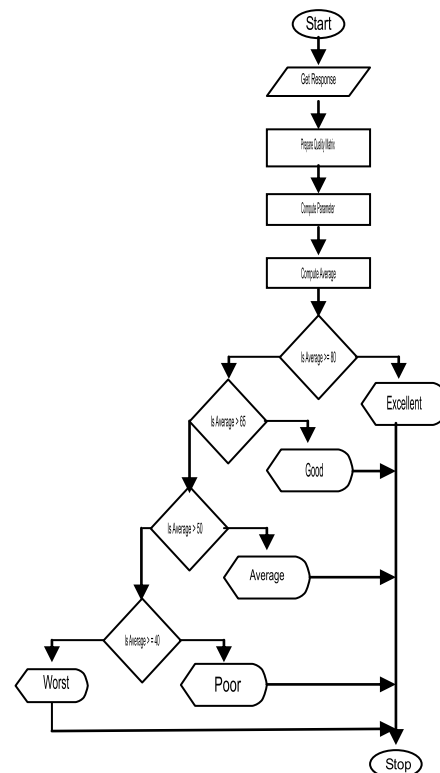 Start
Get Response
Prepare Quality Matrix
Compute Parameter
Compute Average
Is Average >= 80
Excellent
Is Average > 65
Good
Is Average > 50
Average
Is Average > = 40
Worst
Poor
Stop